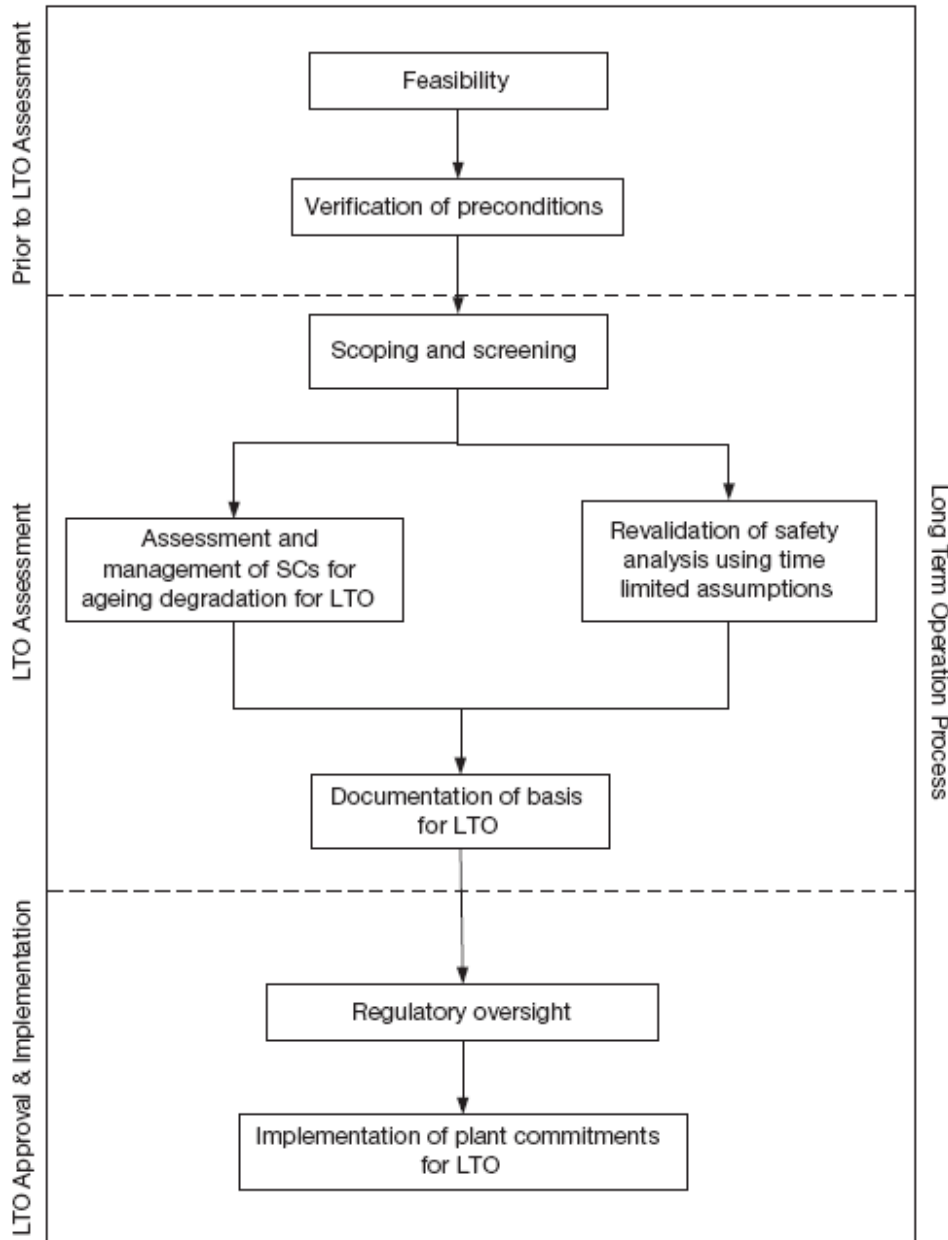 Prior to LTO Assessment
Feasibility
Verification of preconditions
LTO Assessment
Scoping and screening
Assessment and
management of SCs for
ageing degradation for LTO
Revalidation of safety
analysis using time
limited assumptions
Documentation of basis
for LTO
LTO Approval & Implementation
Regulatory oversight
Implementation of plant commitments
for LTO
Long Term Operation Process